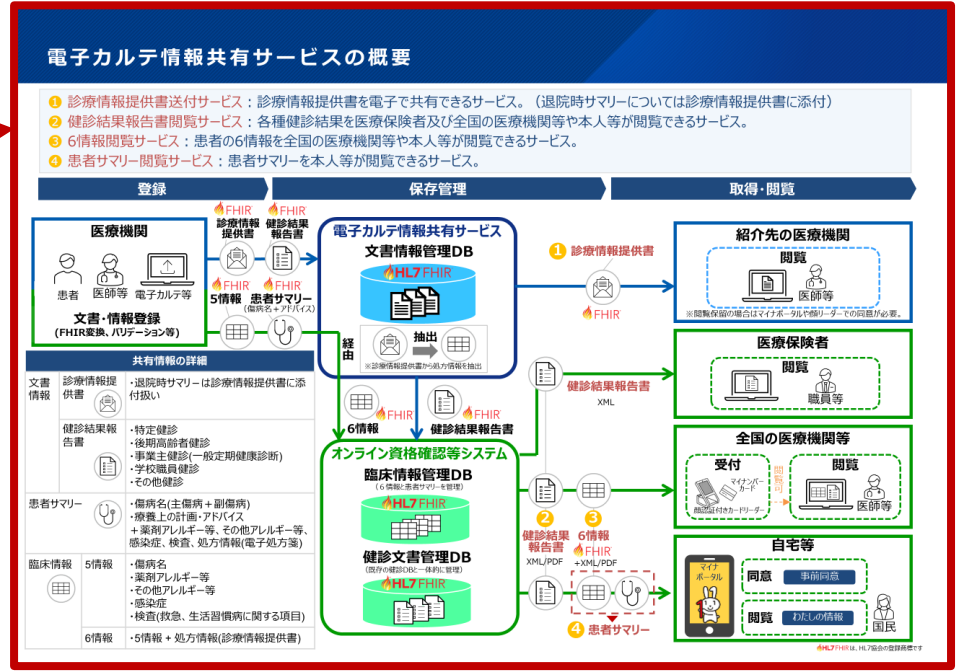 電子カルテ情報共有サービスの概要
1 診療情報提供書送付サービス：診療情報提供書を電子で共有できるサービス。（退院時サマリーについては診療情報提供書に添付）
2 健診結果報告書閲覧サービス：各種健診結果を医療保険者及び全国の医療機関等や本人等が閲覧できるサービス。
3 6情報閲覧サービス：患者の6情報を全国の医療機関等や本人等が閲覧できるサービス。
4 患者サマリー閲覧サービス：患者サマリーを本人等が閲覧できるサービス。
登録
保存管理
取得・閲覧
医療機関
患者
医師等
電子カルテ等
文書・情報登録
(FHIR変換、バリデーション等)
FHIR
診療情報
提供書
FHIR
健診結果
報告書
FHIR
5情報
FHIR
患者サマリー
(傷病名＋アドバイス)
経由
電子カルテ情報共有サービス
文書情報管理DB
HL7 FHIR
抽出
※診療情報提供書から処方情報を抽出
FHIR
6情報
FHIR
健診結果報告書
オンライン資格確認等システム
臨床情報管理DB
(6情報と患者サマリーを管理)
HL7 FHIR
健診文書管理DB
(既存の健診DBと一体的に管理)
HL7 FHIR
1 診療情報提供書
FHIR
健診結果報告書
XML
2
健診結果
報告書
XML/PDF
3
6情報
FHIR
+XML/PDF
4 患者サマリー
紹介先の医療機関
閲覧
医師等
※閲覧保留の場合はマイナポータルや顔リーダーでの同意が必要。
医療保険者
閲覧
職員等
全国の医療機関等
受付
マイナンバー
カード
顔認証付きカードリーダー
閲覧可
閲覧
医師等
自宅等
マイナ
ポータル
同意
事前同意
閲覧
わたしの情報
国民
共有情報の詳細
文書
情報
診療情報提
供書
・退院時サマリーは診療情報提供書に添
付扱い
健診結果報
告書
・特定健診
・後期高齢者健診
・事業主健診(一般定期健康診断)
・学校職員健診
・その他健診
患者サマリー
・傷病名(主傷病＋副傷病)
・療養上の計画・アドバイス
＋薬剤アレルギー等、その他アレルギー等、
感染症、検査、処方情報(電子処方箋)
臨床情報
5情報
・傷病名
・薬剤アレルギー等
・その他アレルギー等
・感染症
・検査(救急、生活習慣病に関する項目)
6情報
・5情報 + 処方情報(診療情報提供書)
HL7 FHIRは、HL7協会の登録商標です